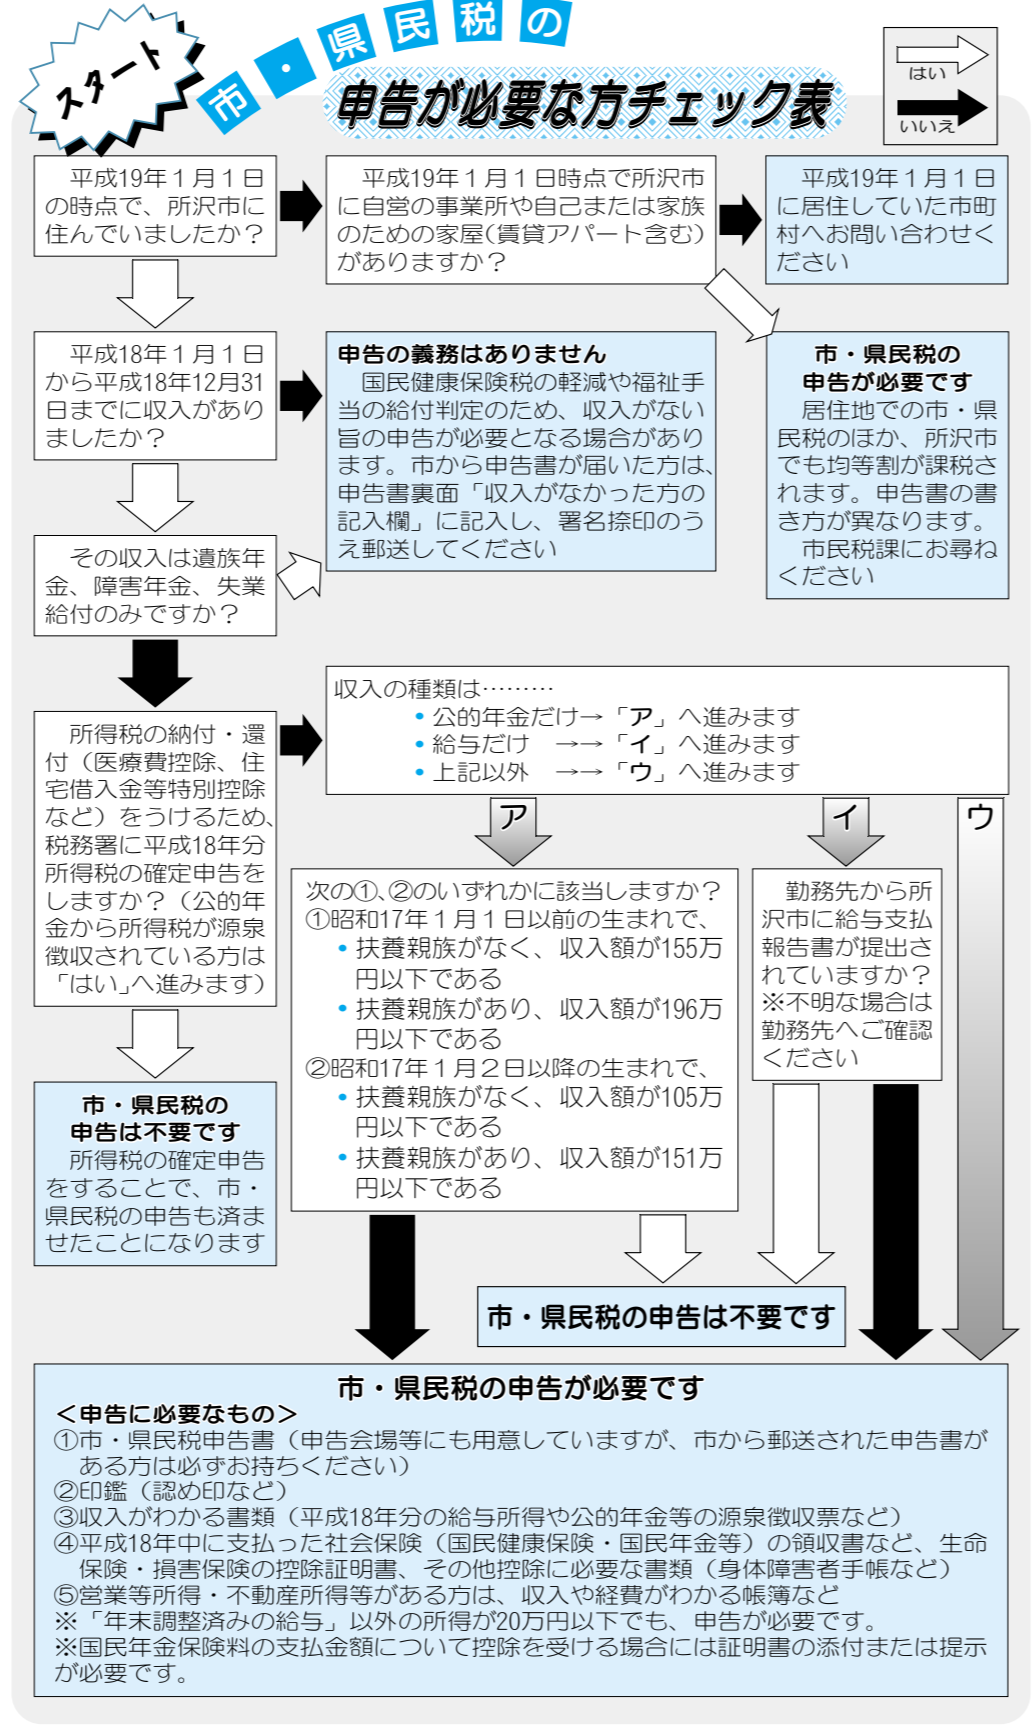 スタート
市・県民税の
申告が必要な方チェック表
はい
いいえ
平成19年1月1日
の時点で、所沢市に
住んでいましたか？
平成19年1月1日時点で所沢市
に自営の事業所や自己または家族
のための家屋(賃貸アパート含む)
がありますか？
平成19年1月1日
に居住していた市町
村へお問い合わせく
ださい
平成18年1月1日
から平成18年12月31
日までに収入があり
ましたか？
申告の義務はありません
国民健康保険税の軽減や福祉手
当の給付判定のため、収入がない
旨の申告が必要となる場合があり
ます。市から申告書が届いた方は、
申告書裏面「収入がなかった方の
記入欄」に記入し、署名捺印のう
え郵送してください
市・県民税の
申告が必要です
居住地での市・県
民税のほか、所沢市
でも均等割が課税さ
れます。申告書の書
き方が異なります。
市民税課にお尋ね
ください
その収入は遺族年
金、障害年金、失業
給付のみですか？
所得税の納付・還
付（医療費控除、住
宅借入金等特別控除
など）をうけるため、
税務署に平成18年分
所得税の確定申告を
しますか？（公的年
金から所得税が源泉
徴収されている方は
「はい」へ進みます）
収入の種類は………
・公的年金だけ→「ア」へ進みます
・給与だけ　→→「イ」へ進みます
・上記以外　→→「ウ」へ進みます
ア
イ
ウ
次の①、②のいずれかに該当しますか？
①昭和17年1月1日以前の生まれで、
・扶養親族がなく、収入額が155万
円以下である
・扶養親族があり、収入額が196万
円以下である
②昭和17年1月2日以降の生まれで、
・扶養親族がなく、収入額が105万
円以下である
・扶養親族があり、収入額が151万
円以下である
勤務先から所
沢市に給与支払
報告書が提出さ
れていますか？
※不明な場合は
勤務先へご確認
ください
市・県民税の
申告は不要です
所得税の確定申告
をすることで、市・
県民税の申告も済ま
せたことになります
市・県民税の申告は不要です
市・県民税の申告が必要です
＜申告に必要なもの＞
①市・県民税申告書（申告会場等にも用意していますが、市から郵送された申告書が
ある方は必ずお持ちください）
②印鑑（認め印など）
③収入がわかる書類（平成18年分の給与所得や公的年金等の源泉徴収票など）
④平成18年中に支払った社会保険（国民健康保険・国民年金等）の領収書など、生命
保険・損害保険の控除証明書、その他控除に必要な書類（身体障害者手帳など）
⑤営業等所得・不動産所得等がある方は、収入や経費がわかる帳簿など
※「年末調整済みの給与」以外の所得が20万円以下でも、申告が必要です。
※国民年金保険料の支払金額について控除を受ける場合には証明書の添付または提示
が必要です。